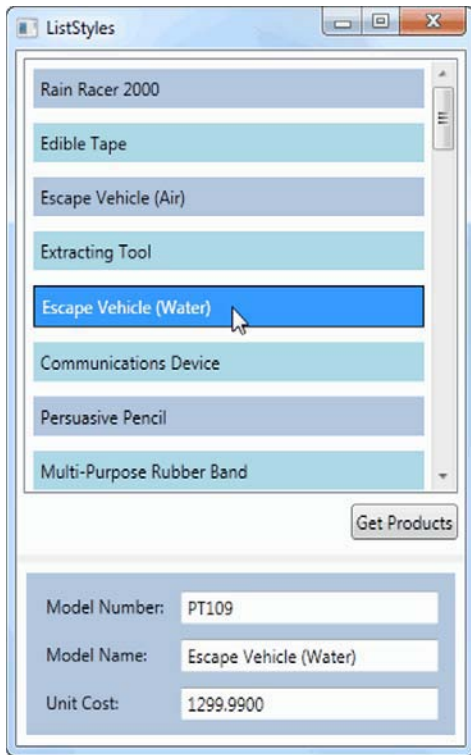 ListStyles
Rain Racer 2000
Edible Tape
Escape Vehicle (Air)
Extracting Tool
Escape Vehicle (Water)
Communications Device
Persuasive Pencil
Multi-Purpose Rubber Band
Get Products
Model Number: PT109
Model Name: Escape Vehicle (Water)
Unit Cost: 1299.9900